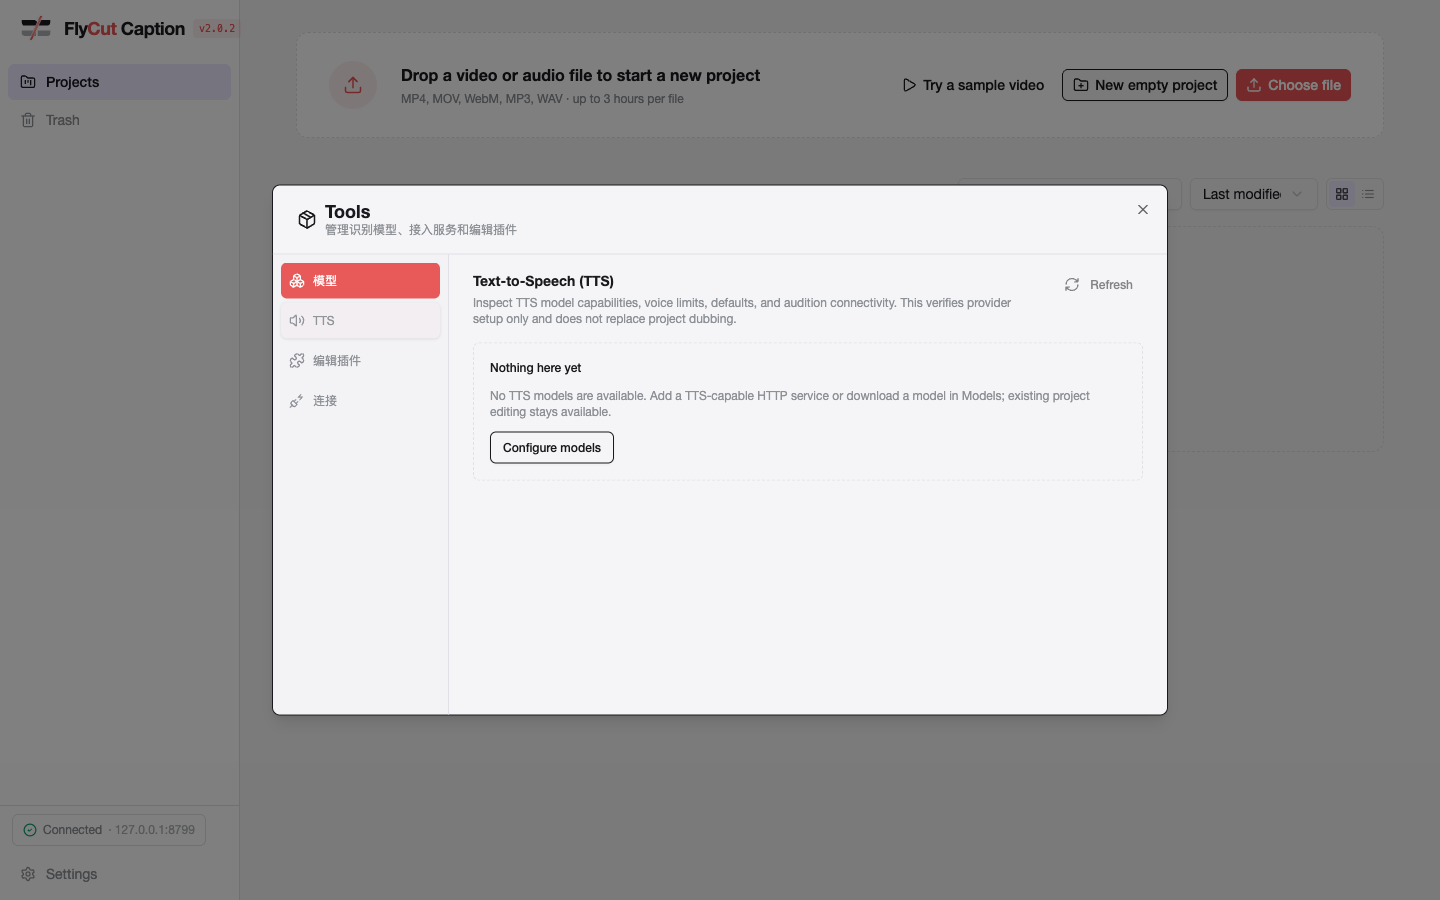 FlyCut Caption v2.0.2
Projects
Trash
Drop a video or audio file to start a new project
MP4, MOV, WebM, MP3, WAV · up to 3 hours per file
Try a sample video
New empty project
Choose file
Last modifie
Tools
管理识别模型、接入服务和编辑插件
模型
TTS
编辑插件
连接
Text-to-Speech (TTS)
Refresh
Inspect TTS model capabilities, voice limits, defaults, and audition connectivity. This verifies provider
setup only and does not replace project dubbing.
Nothing here yet
No TTS models are available. Add a TTS-capable HTTP service or download a model in Models; existing project
editing stays available.
Configure models
Connected · 127.0.0.1:8799
Settings